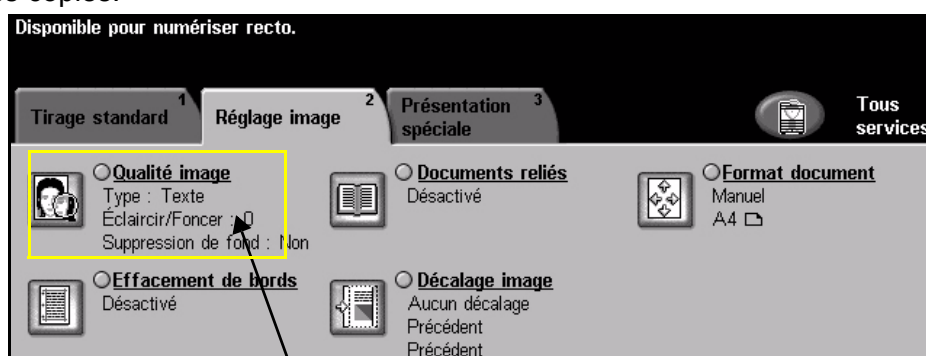 Disponible pour numériser recto.
Tirage standard 1
Réglage image 2
Présentation 3
spéciale
Tous
services
Qualité image
Type : Texte
Éclaircir/Foncer : 0
Suppression de fond : Non
Documents reliés
Désactivé
Format document
Manuel
A4
Effacement de bords
Désactivé
Décalage image
Aucun décalage
Précédent
Précédent